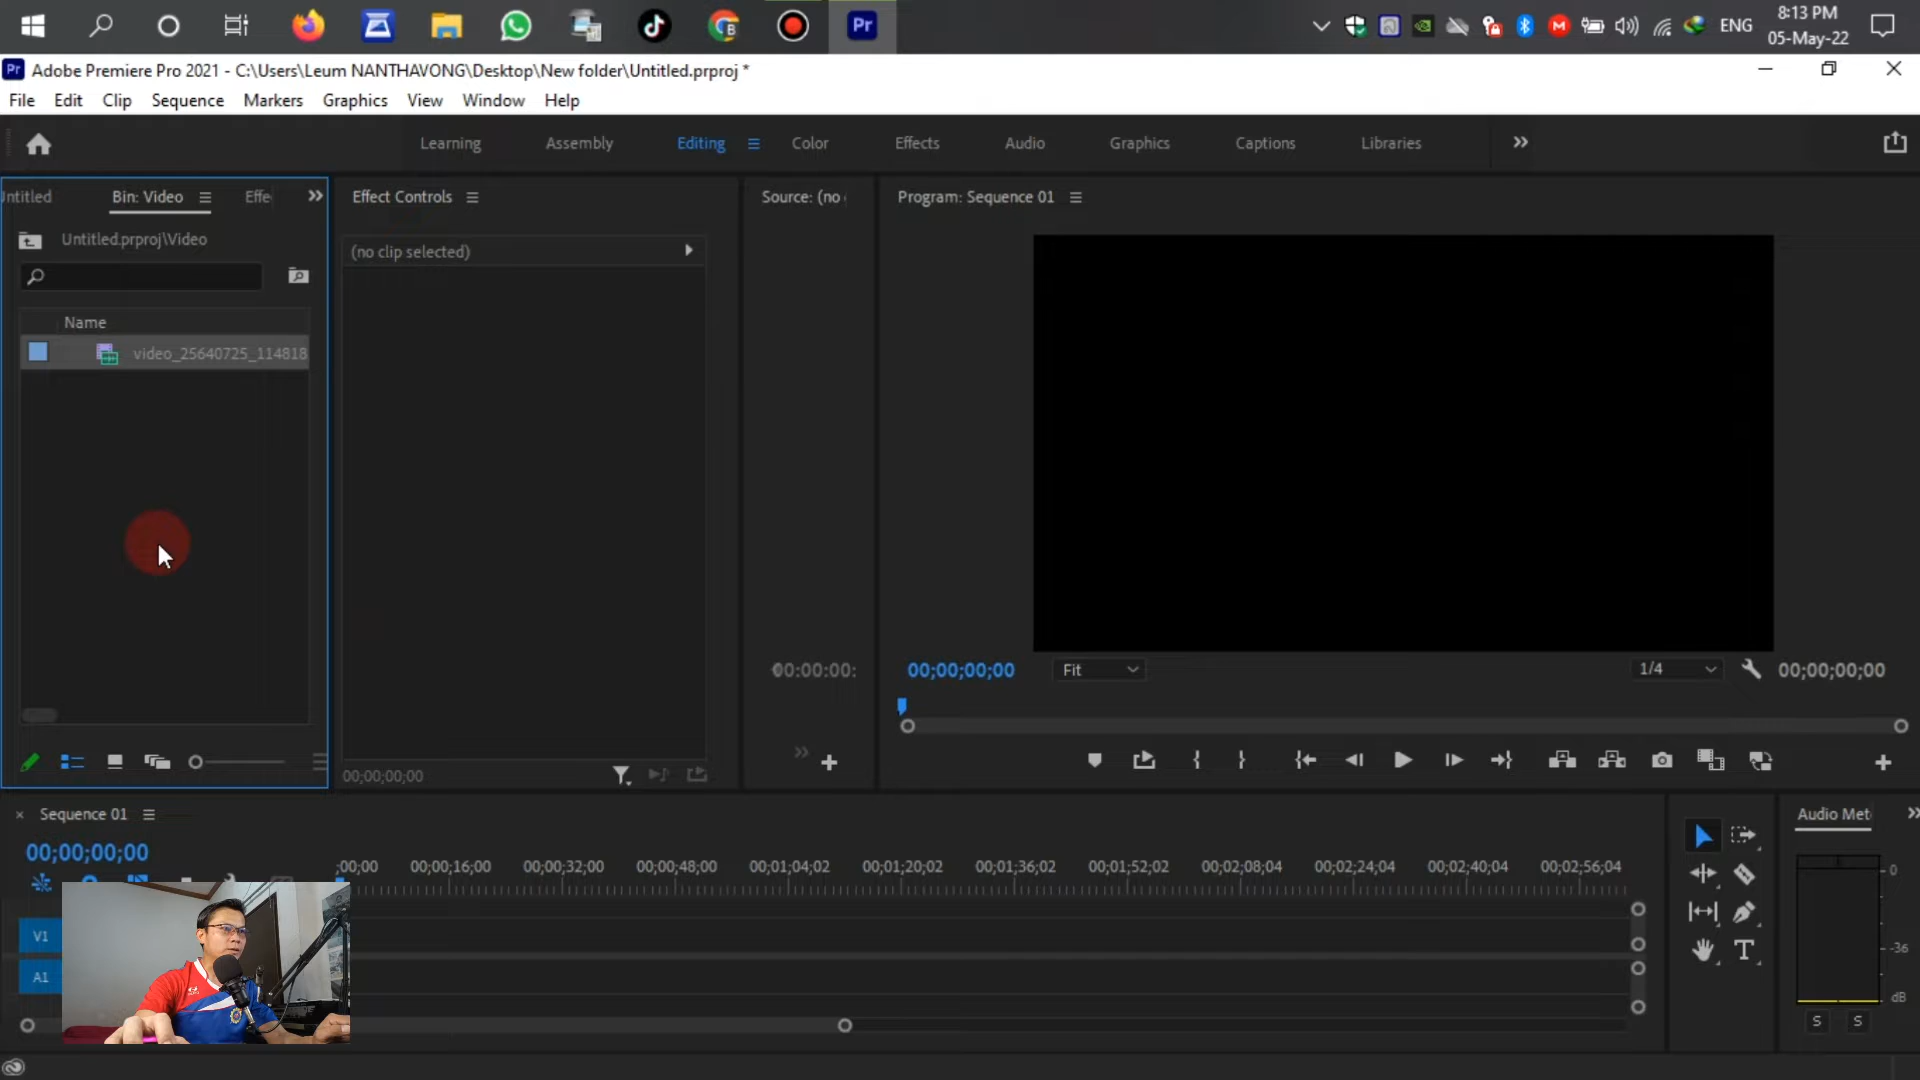 ENG
8:13 PM
05-May-22
Pr
Pr Adobe Premiere Pro 2021 - C:\Users\Leum NANTHAVONG\Desktop\New folder\Untitled.prproj *
File Edit Clip Sequence Markers Graphics View Window Help
Learning Assembly Editing Color Effects Audio Graphics Captions Libraries
Untitled Bin: Video Effe
Effect Controls
Source: (no
Program: Sequence 01
Untitled.prproj\Video
(no clip selected)
Name
video_25640725_114818
00:00:00:
00;00;00;00
Fit
1/4
00;00;00;00
00;00;00;00
Sequence 01
Audio Met
00;00;00;00
;00;00 00;00;16;00 00;00;32;00 00;00;48;00 00;01;04;02 00;01;20;02 00;01;36;02 00;01;52;02 00;02;08;04 00;02;24;04 00;02;40;04 00;02;56;04
0
V1
-36
A1
dB
S S